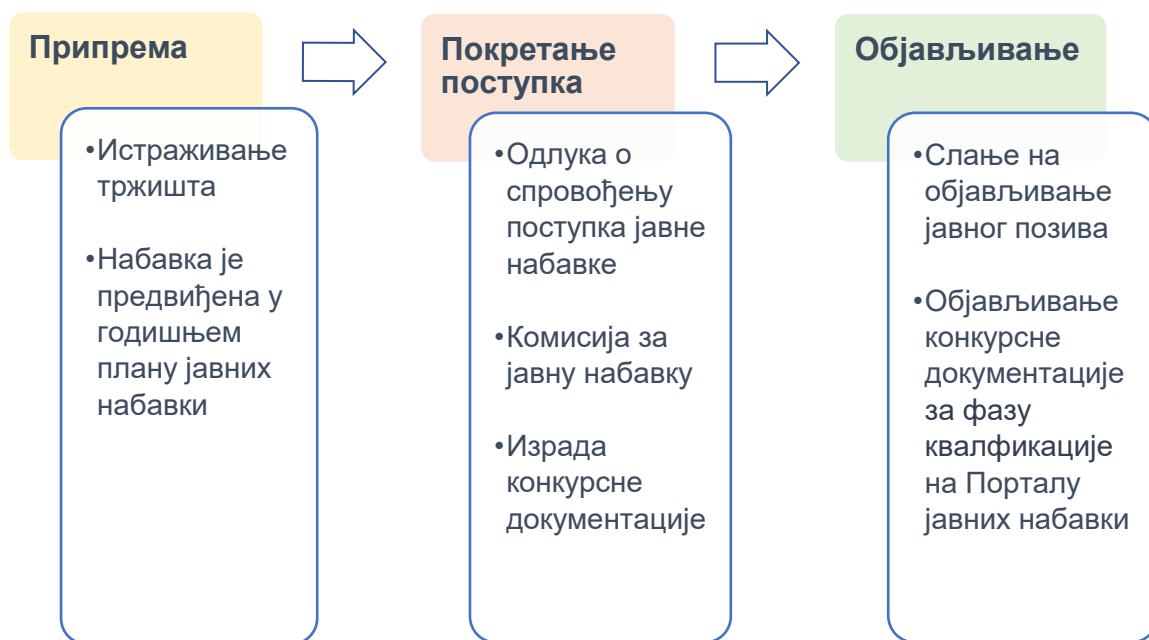 Припрема
•Истраживање
тржишта
•Набавка је
предвиђена у
годишњем
плану јавних
набавки
Покретање
поступка
•Одлука о
спровођењу
поступка јавне
набавке
•Комисија за
јавну набавку
•Израда
конкурсне
документације
Објављивање
•Слање на
објављивање
јавног позива
•Објављивање
конкурсне
документације
за фазу
квалфикације
на Порталу
јавних набавки